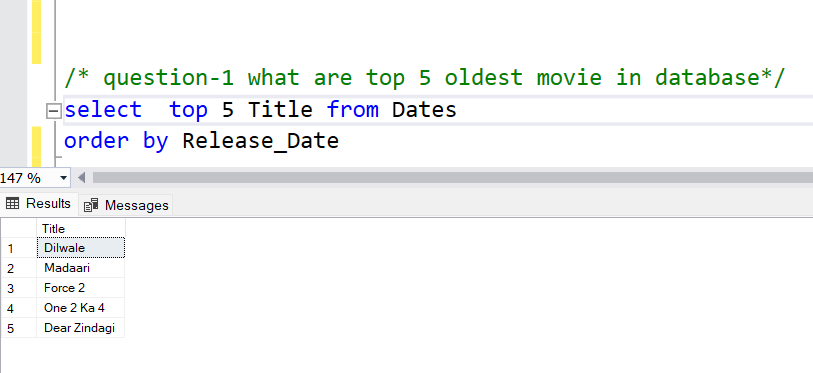 /* question-1 what are top 5 oldest movie in database*/
select  top 5 Title from Dates
order by Release_Date
147 %
Results Messages
Title
1 Dilwale
2 Madaari
3 Force 2
4 One 2 Ka 4
5 Dear Zindagi